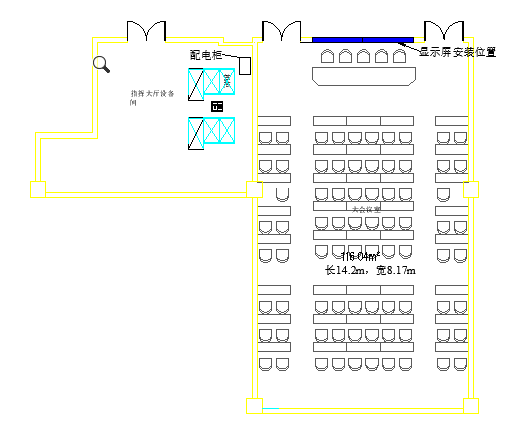 显示屏安装位置
配电柜
指挥大厅设备
间
大会议室
116.04m²
长14.2m，宽8.17m